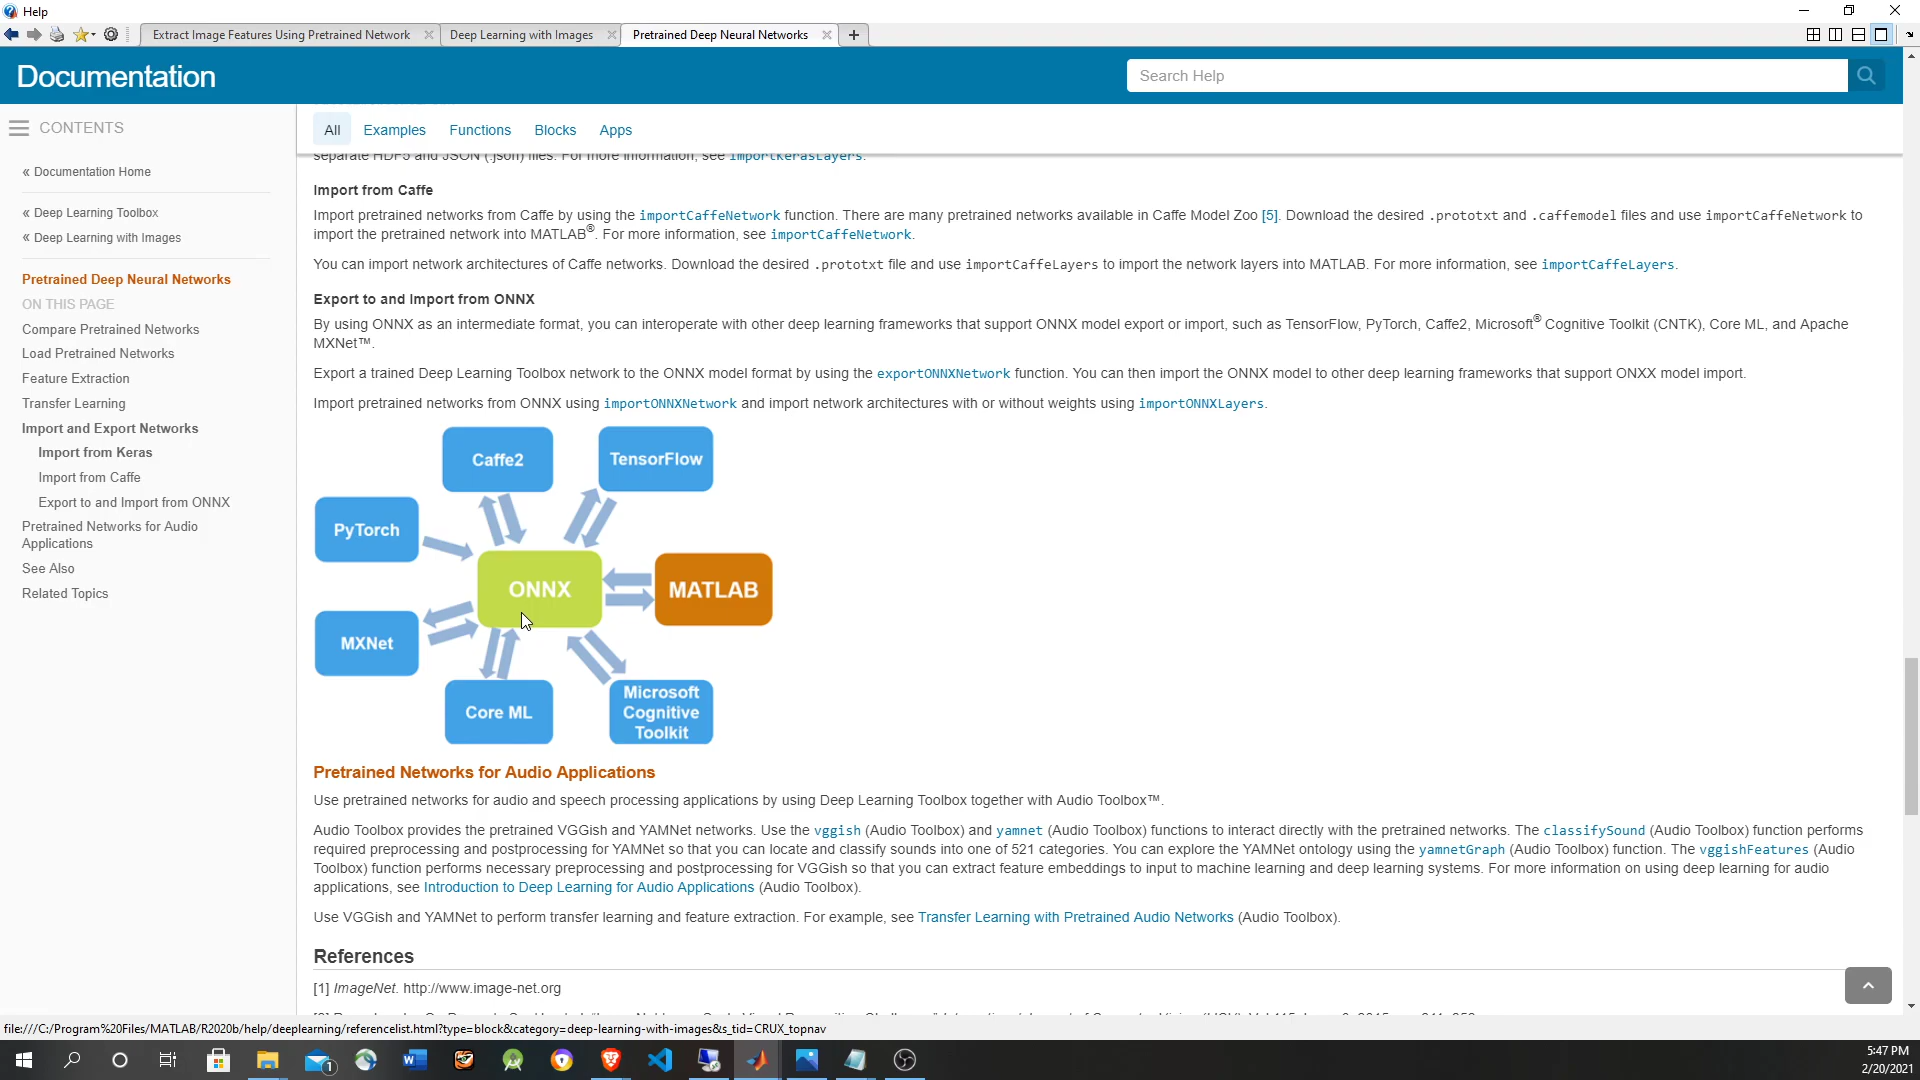 Help
Extract Image Features Using Pretrained Network
Deep Learning with Images
Pretrained Deep Neural Networks
Documentation
Search Help
CONTENTS
« Documentation Home
« Deep Learning Toolbox
« Deep Learning with Images
Pretrained Deep Neural Networks
ON THIS PAGE
Compare Pretrained Networks
Load Pretrained Networks
Feature Extraction
Transfer Learning
Import and Export Networks
Import from Keras
Import from Caffe
Export to and Import from ONNX
Pretrained Networks for Audio
Applications
See Also
Related Topics
All Examples Functions Blocks Apps
separate HDF5 and JSON (.json) files. For more information, see importKerasLayers.
Import from Caffe
Import pretrained networks from Caffe by using the importCaffeNetwork function. There are many pretrained networks available in Caffe Model Zoo [5]. Download the desired .prototxt and .caffemodel files and use importCaffeNetwork to
import the pretrained network into MATLAB®. For more information, see importCaffeNetwork.
You can import network architectures of Caffe networks. Download the desired .prototxt file and use importCaffeLayers to import the network layers into MATLAB. For more information, see importCaffeLayers.
Export to and Import from ONNX
By using ONNX as an intermediate format, you can interoperate with other deep learning frameworks that support ONNX model export or import, such as TensorFlow, PyTorch, Caffe2, Microsoft® Cognitive Toolkit (CNTK), Core ML, and Apache
MXNet™.
Export a trained Deep Learning Toolbox network to the ONNX model format by using the exportONNXNetwork function. You can then import the ONNX model to other deep learning frameworks that support ONXX model import.
Import pretrained networks from ONNX using importONNXNetwork and import network architectures with or without weights using importONNXLayers.
Caffe2
TensorFlow
PyTorch
ONNX
MATLAB
MXNet
Core ML
Microsoft
Cognitive
Toolkit
Pretrained Networks for Audio Applications
Use pretrained networks for audio and speech processing applications by using Deep Learning Toolbox together with Audio Toolbox™.
Audio Toolbox provides the pretrained VGGish and YAMNet networks. Use the vggish (Audio Toolbox) and yamnet (Audio Toolbox) functions to interact directly with the pretrained networks. The classifySound (Audio Toolbox) function performs
required preprocessing and postprocessing for YAMNet so that you can locate and classify sounds into one of 521 categories. You can explore the YAMNet ontology using the yamnetGraph (Audio Toolbox) function. The vggishFeatures (Audio
Toolbox) function performs necessary preprocessing and postprocessing for VGGish so that you can extract feature embeddings to input to machine learning and deep learning systems. For more information on using deep learning for audio
applications, see Introduction to Deep Learning for Audio Applications (Audio Toolbox).
Use VGGish and YAMNet to perform transfer learning and feature extraction. For example, see Transfer Learning with Pretrained Audio Networks (Audio Toolbox).
References
[1] ImageNet. http://www.image-net.org
file:///C:/Program%20Files/MATLAB/R2020b/help/deeplearning/referencelist.html?type=block&category=deep-learning-with-images&s_tid=CRUX_topnav
1
5:47 PM
2/20/2021